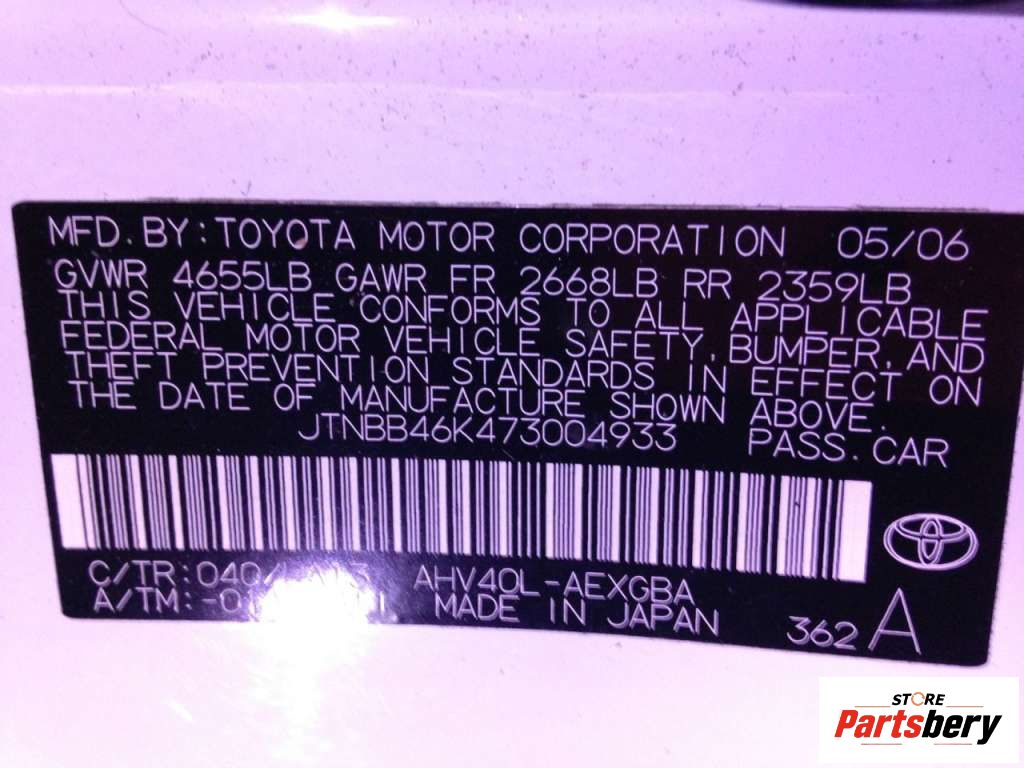 MFD. BY: TOYOTA MOTOR CORPORATION 05/06
GVWR 4655LB GAWR FR 2668LB RR 2359LB
THIS VEHICLE CONFORMS TO ALL APPLICABLE
FEDERAL MOTOR VEHICLE SAFETY, BUMPER, AND
THEFT PREVENTION STANDARDS IN EFFECT ON
THE DATE OF MANUFACTURE SHOWN ABOVE.
JTNBB46K473004933 PASS. CAR
C/TR: AHV40L-AEXGBA
A/TM: MADE IN JAPAN
362 A
STORE
Partsbery